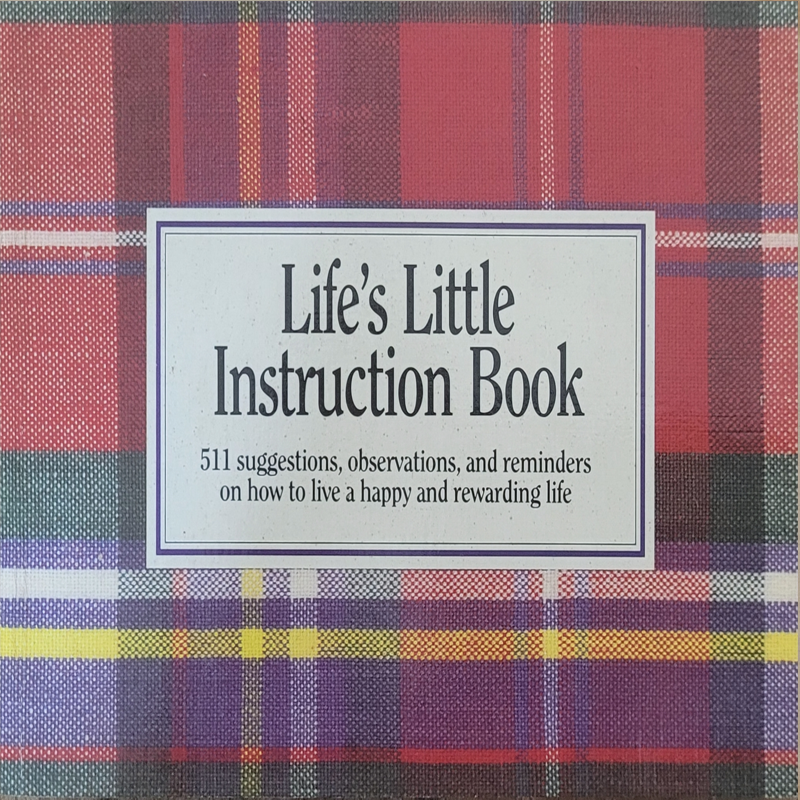 Life's Little
Instruction Book
511 suggestions, observations, and reminders
on how to live a happy and rewarding life